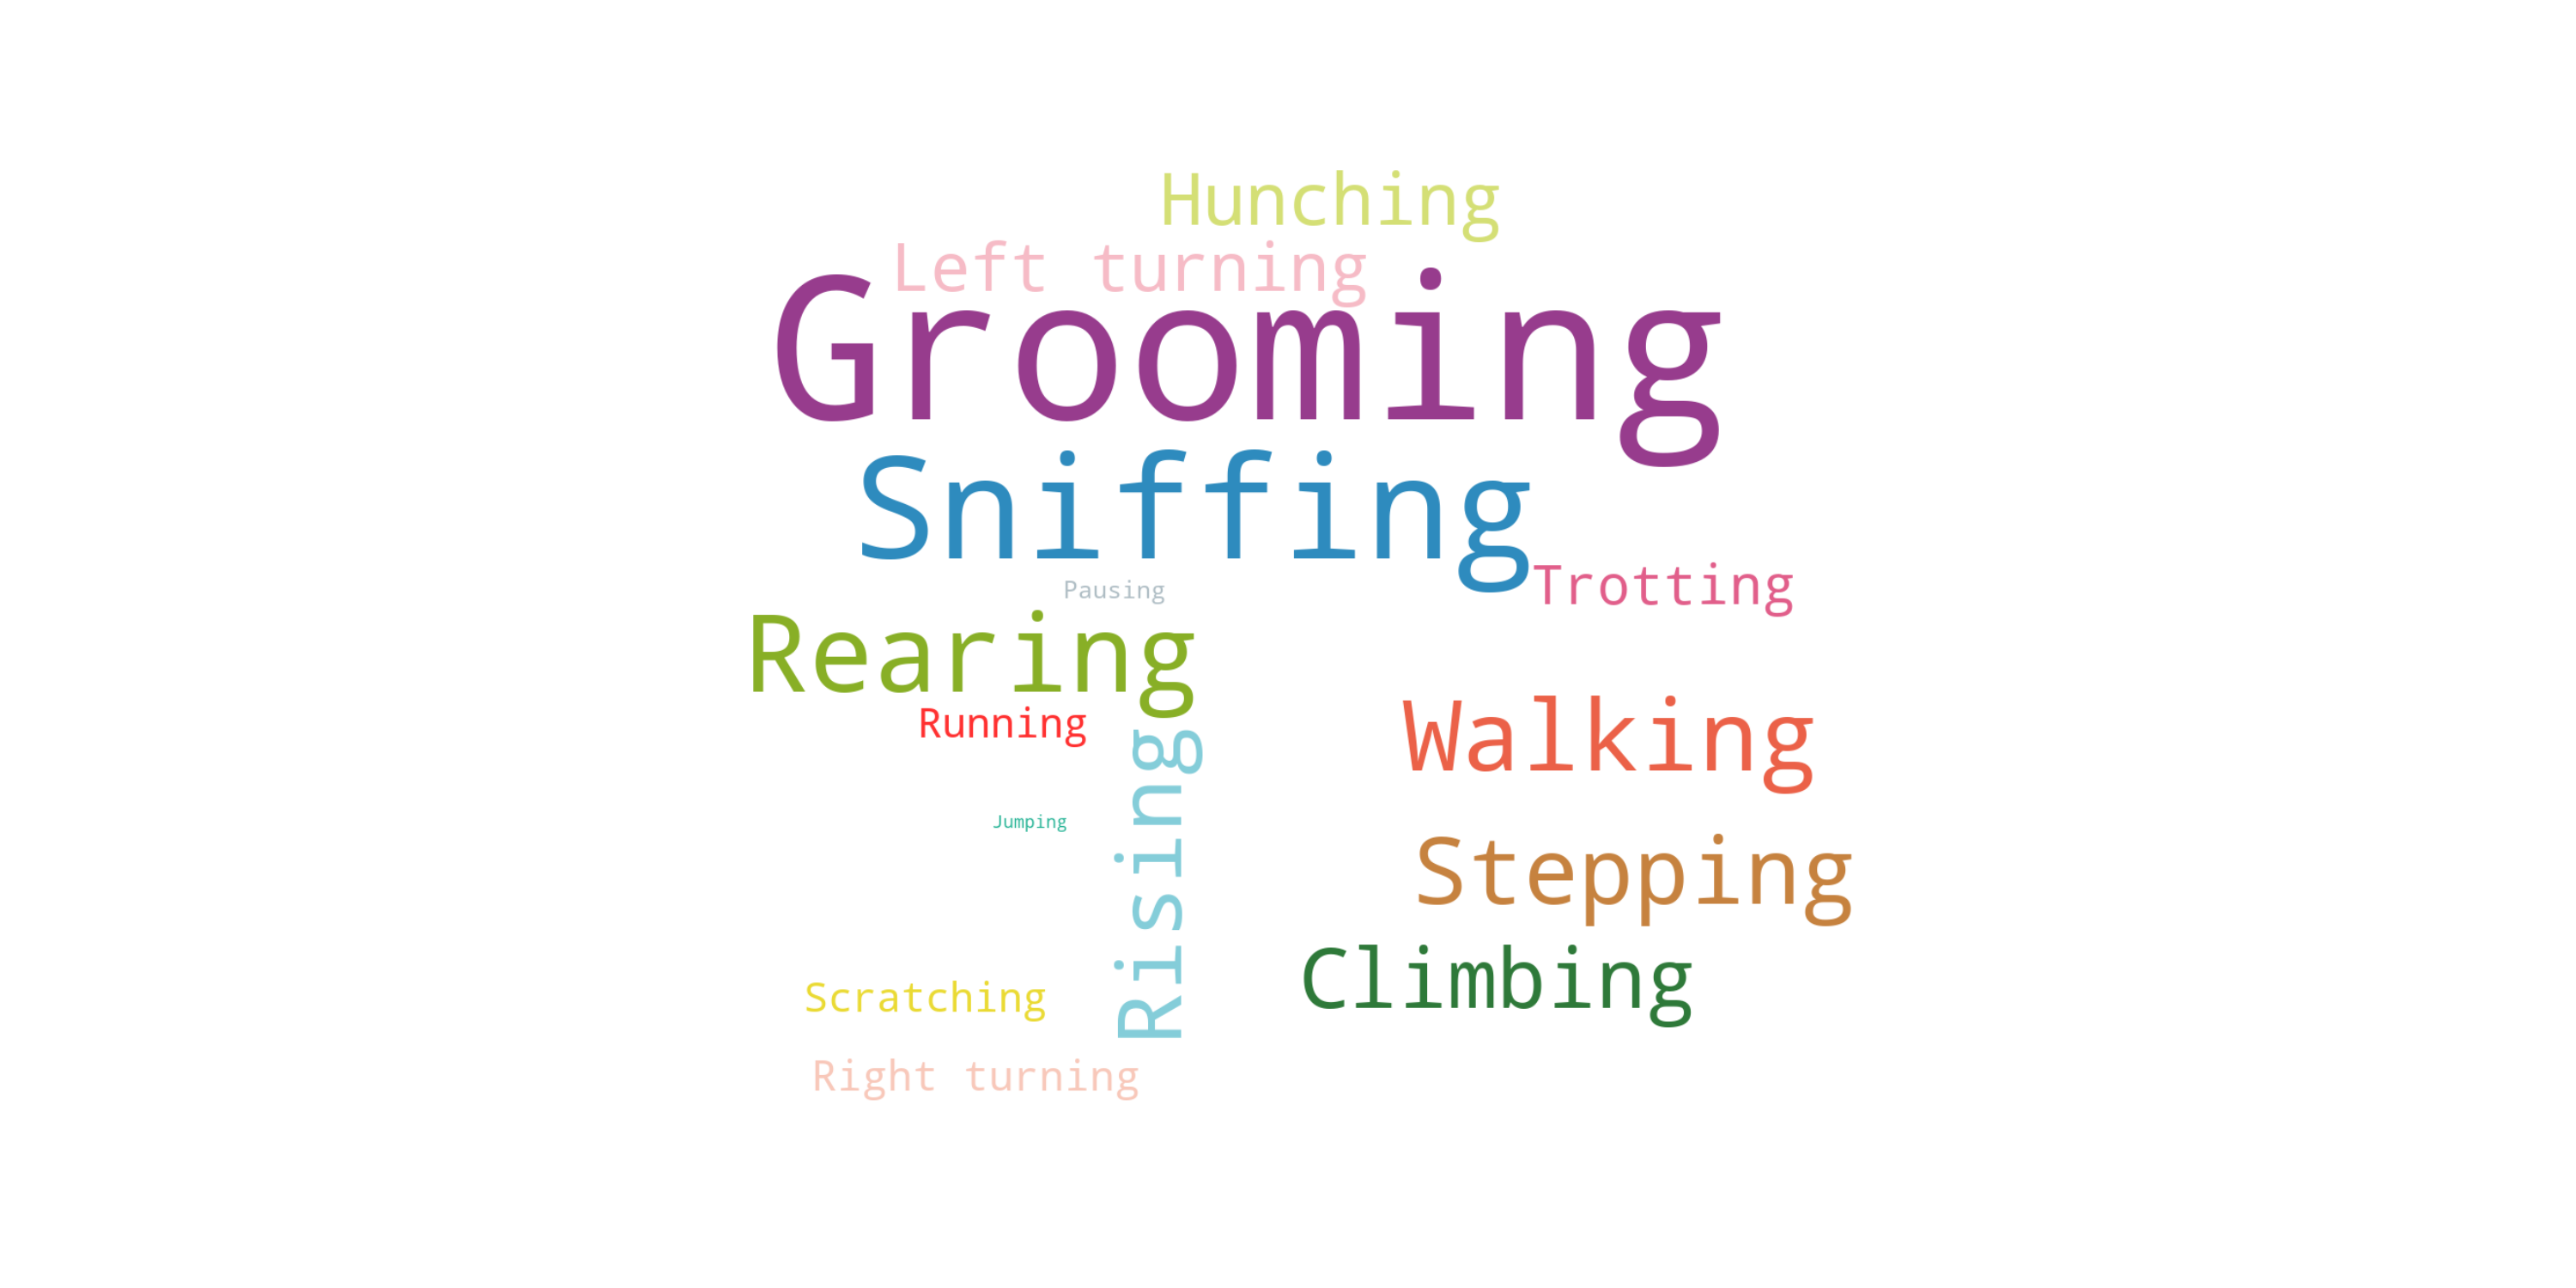 Hunching
Left turning
Grooming
Sniffing
Pausing
Trotting
Rearing
Running
Walking
Rising
Jumping
Stepping
Climbing
Scratching
Right turning